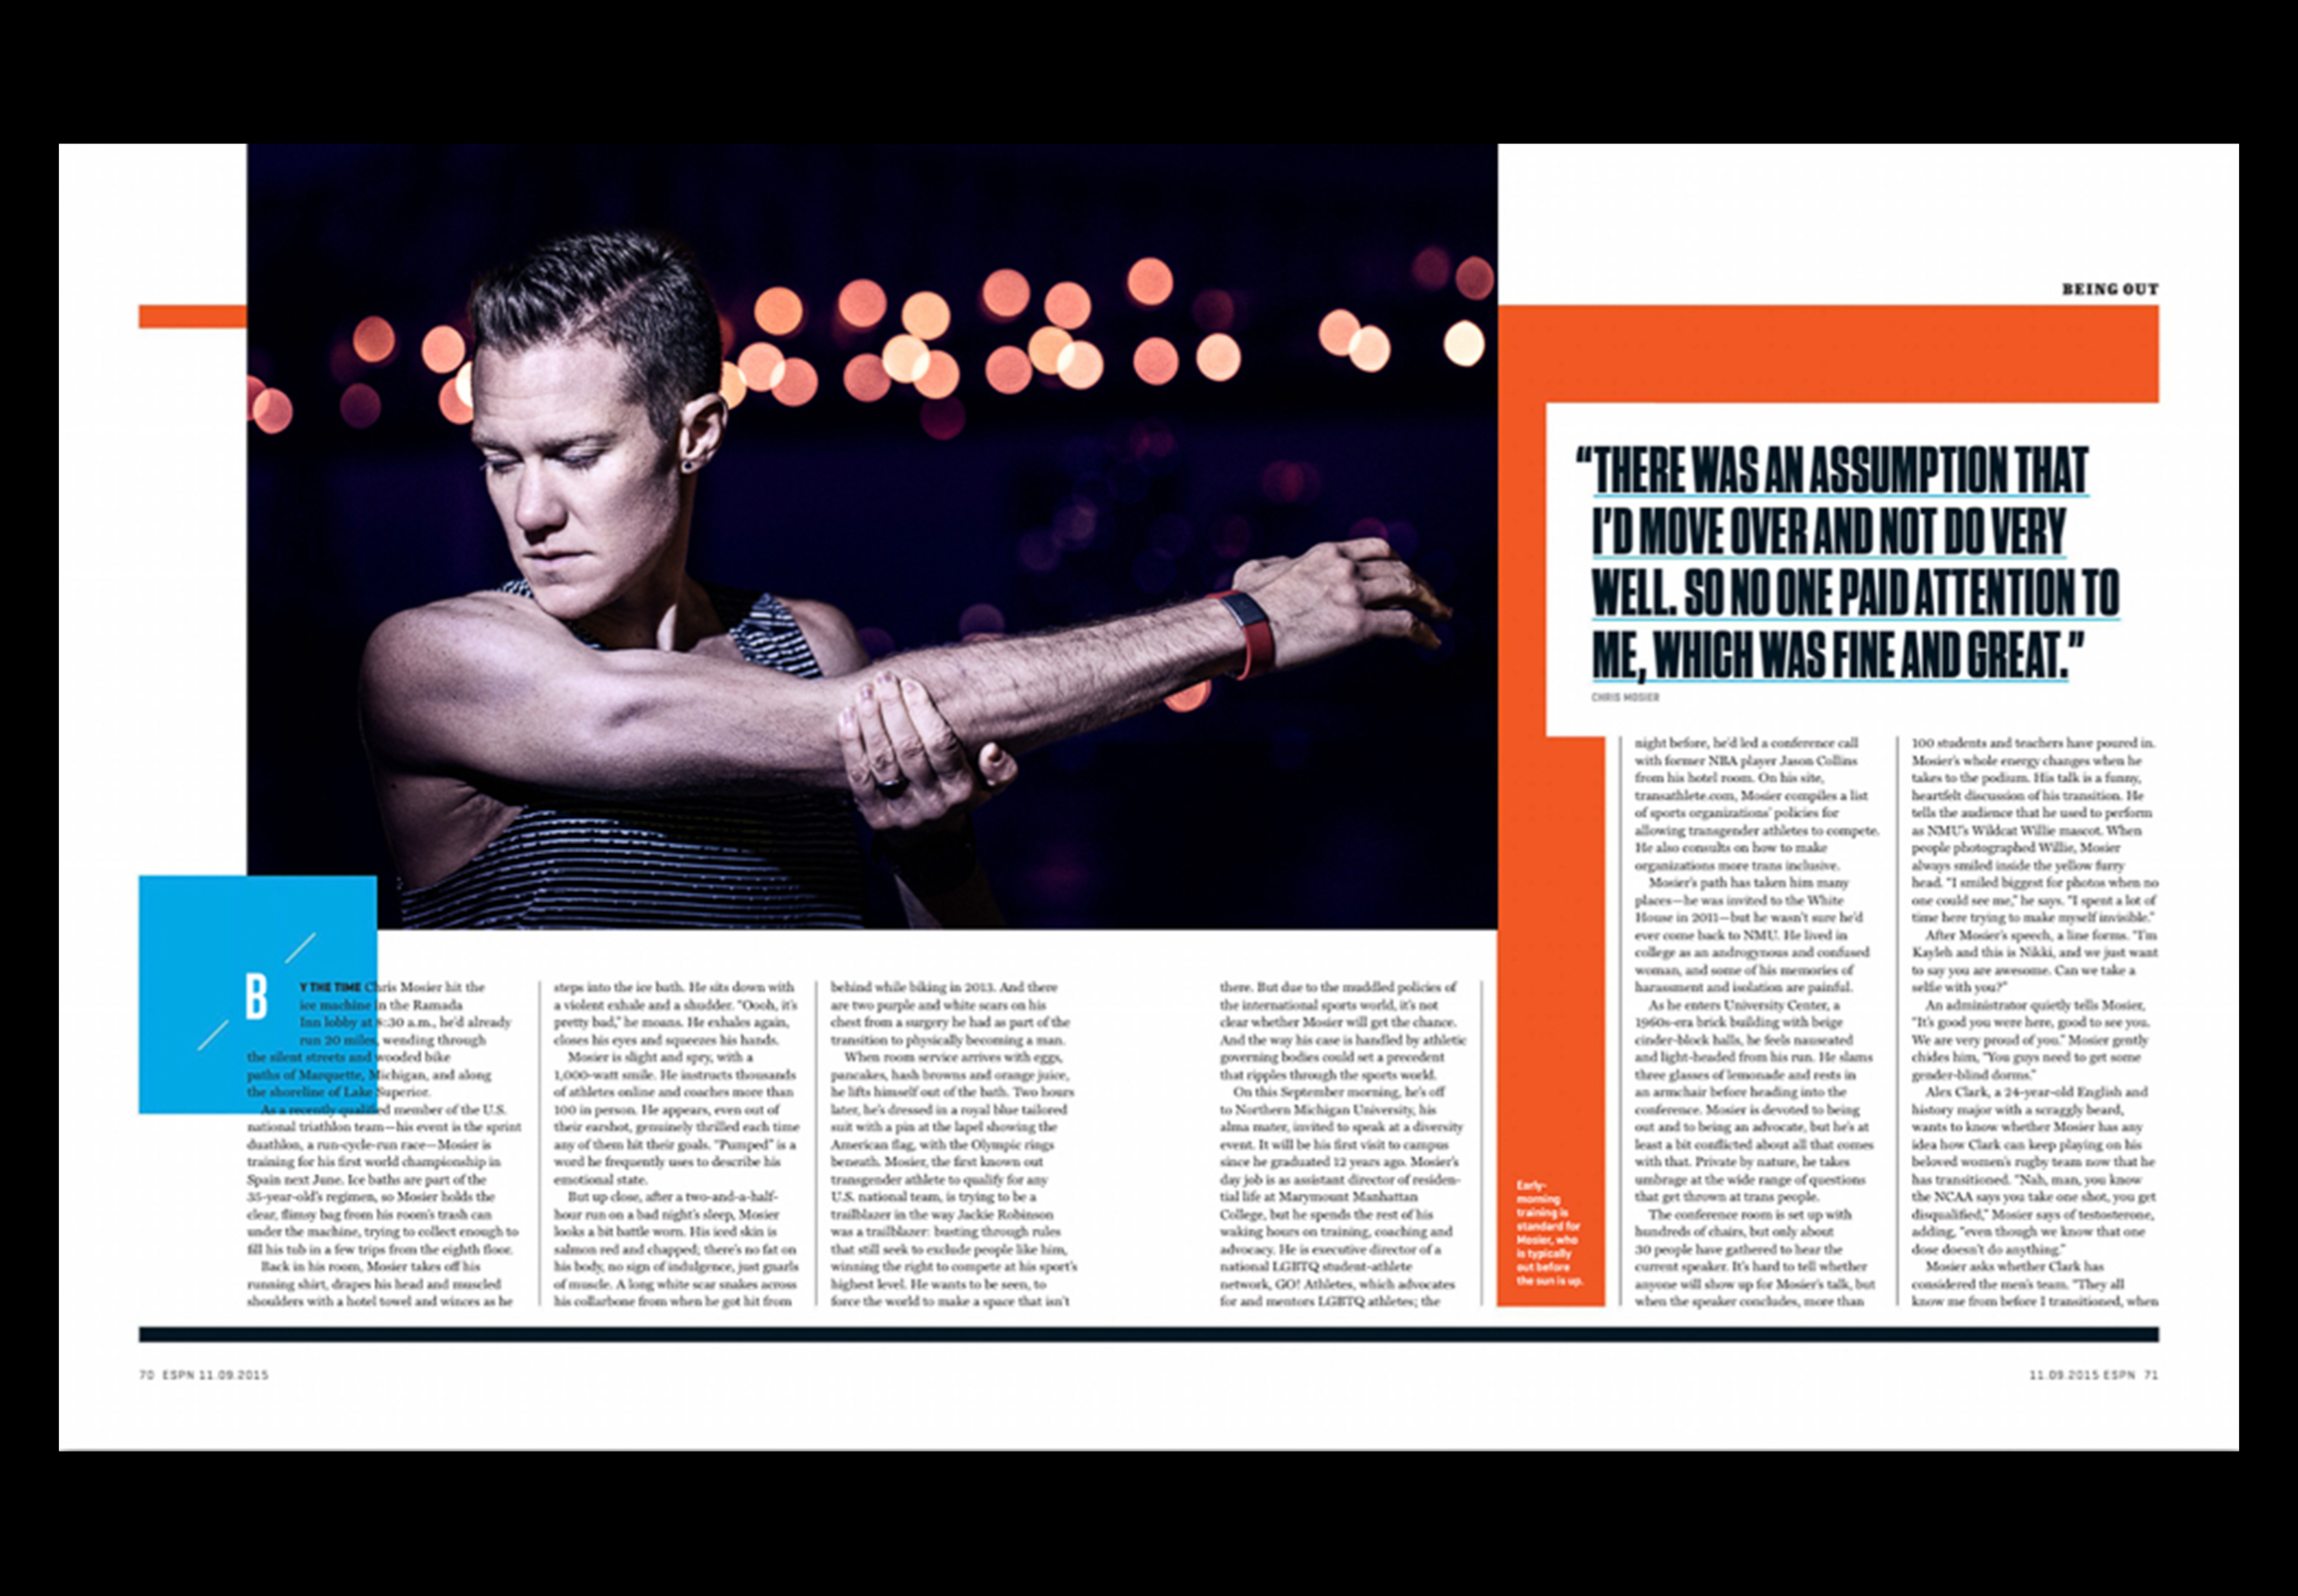 BEING OUT
“THERE WAS AN ASSUMPTION THAT
I’D MOVE OVER AND NOT DO VERY
WELL. SO NO ONE PAID ATTENTION TO
ME, WHICH WAS FINE AND GREAT.”
CHRIS MOSIER
BY THE TIME Chris Mosier hit the
ice machine in the Ramada
Inn lobby at 8:30 a.m., he’d already
run 20 miles, wending through
the silent streets and wooded bike
paths of Marquette, Michigan, and along
the shoreline of Lake Superior.
As a recently qualified member of the U.S.
national triathlon team—his event is the sprint
duathlon, a run-cycle-run race—Mosier is
training for his first world championship in
Spain next June. Ice baths are part of the
35-year-old’s regimen, so Mosier holds the
clear, flimsy bag from his room’s trash can
under the machine, trying to collect enough to
fill his tub in a few trips from the eighth floor.
Back in his room, Mosier takes off his
running shirt, drapes his head and muscled
shoulders with a hotel towel and winces as he
steps into the ice bath. He sits down with
a violent exhale and a shudder. “Oooh, it’s
pretty bad,” he moans. He exhales again,
closes his eyes and squeezes his hands.
Mosier is slight and spry, with a
1,000-watt smile. He instructs thousands
of athletes online and coaches more than
100 in person. He appears, even out of
their earshot, genuinely thrilled each time
any of them hit their goals. “Pumped” is a
word he frequently uses to describe his
emotional state.
But up close, after a two-and-a-half-
hour run on a bad night’s sleep, Mosier
looks a bit battle worn. His iced skin is
salmon red and chapped; there’s no fat on
his body, no sign of indulgence, just gnarls
of muscle. A long white scar snakes across
his collarbone from when he got hit from
behind while biking in 2013. And there
are two purple and white scars on his
chest from a surgery he had as part of the
transition to physically becoming a man.
When room service arrives with eggs,
pancakes, hash browns and orange juice,
he lifts himself out of the bath. Two hours
later, he’s dressed in a royal blue tailored
suit with a pin at the lapel showing the
American flag, with the Olympic rings
beneath. Mosier, the first known out
transgender athlete to qualify for any
U.S. national team, is trying to be a
trailblazer in the way Jackie Robinson
was a trailblazer: busting through rules
that still seek to exclude people like him,
winning the right to compete at his sport’s
highest level. He wants to be seen, to
force the world to make a space that isn’t
there. But due to the muddled policies of
the international sports world, it’s not
clear whether Mosier will get the chance.
And the way his case is handled by athletic
governing bodies could set a precedent
that ripples through the sports world.
On this September morning, he’s off
to Northern Michigan University, his
alma mater, invited to speak at a diversity
event. It will be his first visit to campus
since he graduated 12 years ago. Mosier’s
day job is as assistant director of residen-
tial life at Marymount Manhattan
College, but he spends the rest of his
waking hours on training, coaching and
advocacy. He is executive director of a
national LGBTQ student-athlete
network, GO! Athletes, which advocates
for and mentors LGBTQ athletes; the
Early-
morning
training is
standard for
Mosier, who
is typically
out before
the sun is up.
night before, he’d led a conference call
with former NBA player Jason Collins
from his hotel room. On his site,
transathlete.com, Mosier compiles a list
of sports organizations’ policies for
allowing transgender athletes to compete.
He also consults on how to make
organizations more trans inclusive.
Mosier’s path has taken him many
places—he was invited to the White
House in 2011—but he wasn’t sure he’d
ever come back to NMU. He lived in
college as an androgynous and confused
woman, and some of his memories of
harassment and isolation are painful.
As he enters University Center, a
1960s-era brick building with beige
cinder-block halls, he feels nauseated
and light-headed from his run. He slams
three glasses of lemonade and rests in
an armchair before heading into the
conference. Mosier is devoted to being
out and to being an advocate, but he’s at
least a bit conflicted about all that comes
with that. Private by nature, he takes
umbrage at the wide range of questions
that get thrown at trans people.
The conference room is set up with
hundreds of chairs, but only about
30 people have gathered to hear the
current speaker. It’s hard to tell whether
anyone will show up for Mosier’s talk, but
when the speaker concludes, more than
100 students and teachers have poured in.
Mosier’s whole energy changes when he
takes to the podium. His talk is a funny,
heartfelt discussion of his transition. He
tells the audience that he used to perform
as NMU’s Wildcat Willie mascot. When
people photographed Willie, Mosier
always smiled inside the yellow furry
head. “I smiled biggest for photos when no
one could see me,” he says. “I spent a lot of
time here trying to make myself invisible.”
After Mosier’s speech, a line forms. “I’m
Kayleh and this is Nikki, and we just want
to say you are awesome. Can we take a
selfie with you?”
An administrator quietly tells Mosier,
“It’s good you were here, good to see you.
We are very proud of you.” Mosier gently
chides him, “You guys need to get some
gender-blind dorms.”
Alex Clark, a 24-year-old English and
history major with a scraggly beard,
wants to know whether Mosier has any
idea how Clark can keep playing on his
beloved women’s rugby team now that he
has transitioned. “Nah, man, you know
the NCAA says you take one shot, you get
disqualified,” Mosier says of testosterone,
adding, “even though we know that one
dose doesn’t do anything.”
Mosier asks whether Clark has
considered the men’s team. “They all
know me from before I transitioned, when
70 ESPN 11.09.2015
11.09.2015 ESPN 71